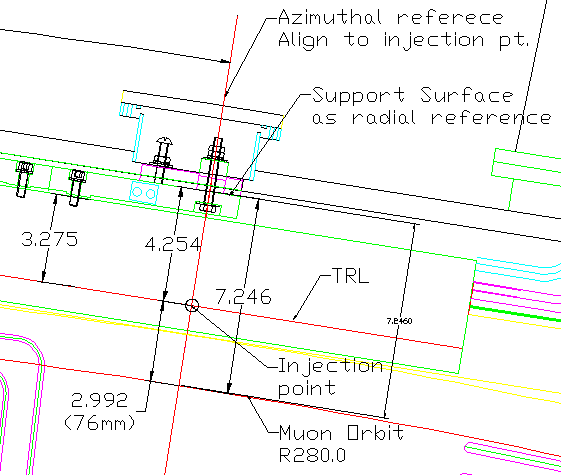 Azimuthal referece
Align to injection pt.
Support Surface
as radial reference
3.275
4.254
7.246
TRL
7.2460
Injection
point
2.992
(76mm)
Muon Orbit
R280.0